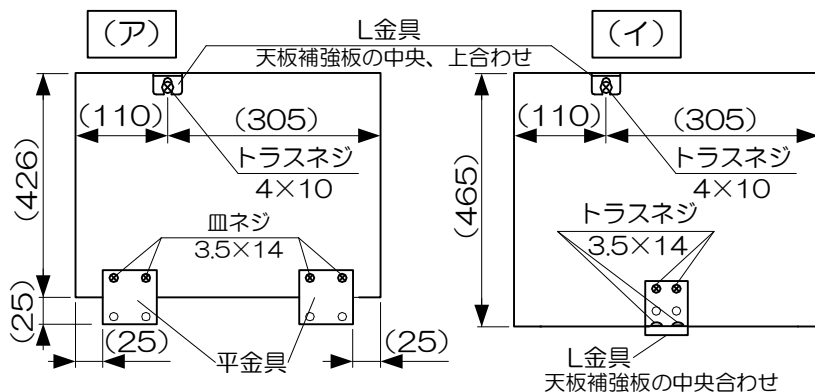 (ア)
L金具
天板補強板の中央、上合わせ
(イ)
(110)
(305)
(426)
トラスネジ
4×10
皿ネジ
3.5×14
(25)
(25)
平金具
(25)
(110)
(305)
(465)
トラスネジ
4×10
トラスネジ
3.5×14
L金具
天板補強板の中央合わせ